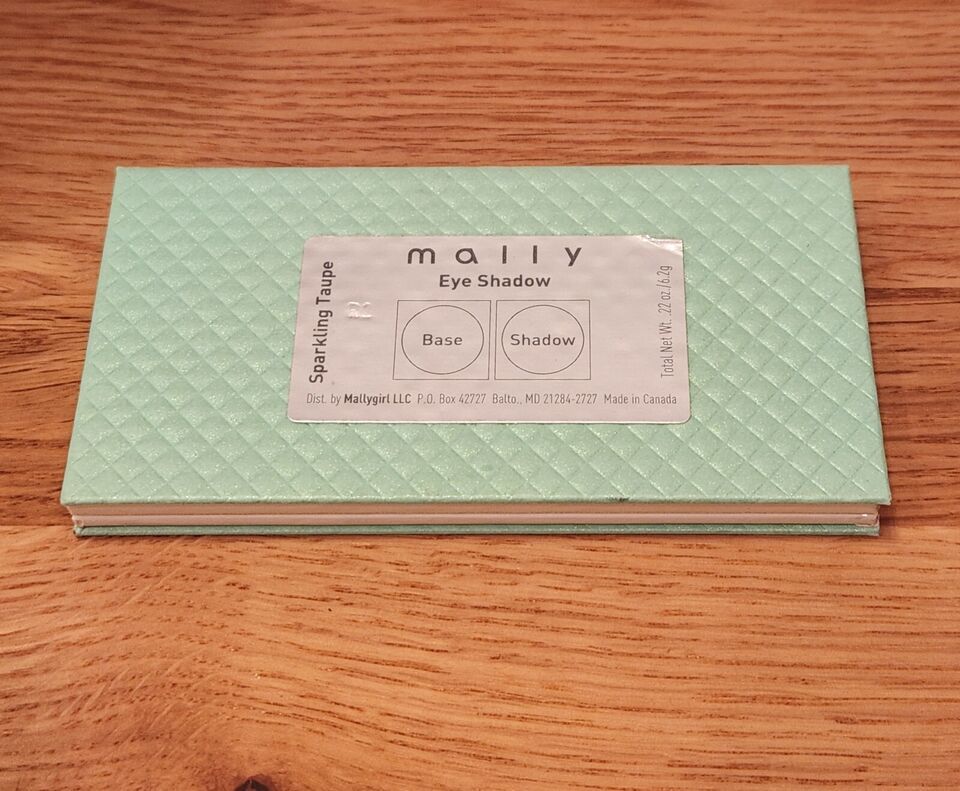 mally
Eye Shadow
Sparkling Taupe
Base
Shadow
Total Net Wt. .22 oz./6.2g
Dist. by Mallygirl LLC P.O. Box 42727 Balto., MD 21284-2727 Made in Canada